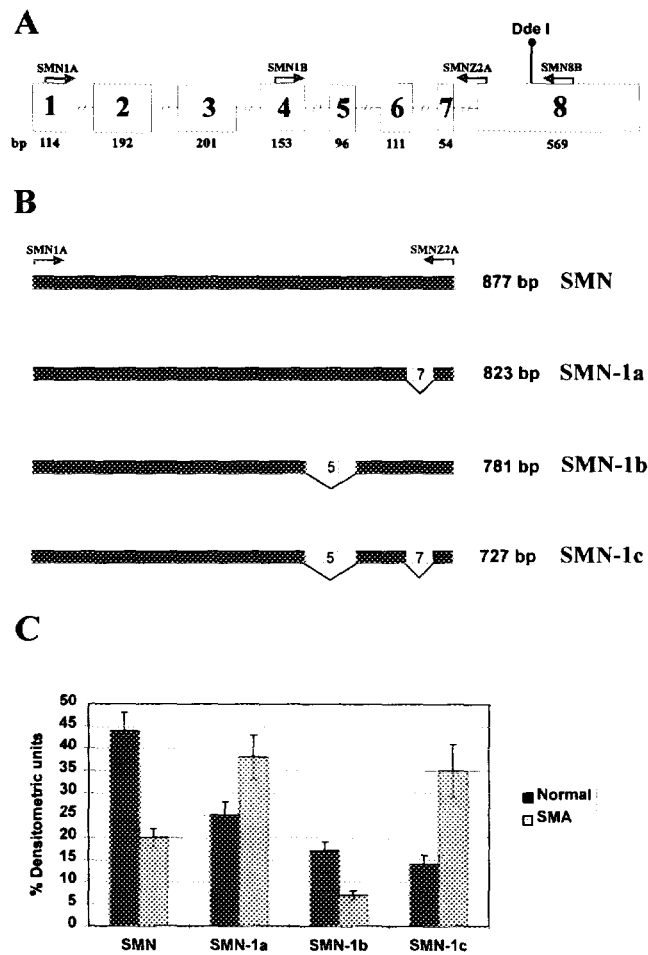 A
Dde I
SMN1A SMN1B SMNZ2A SMN8B
1 2 3 4 5 6 7 8
bp 114 192 201 153 96 111 54 569
B
SMN1A SMNZ2A
877 bp SMN
7 823 bp SMN-1a
5 781 bp SMN-1b
5 7 727 bp SMN-1c
C
% Densitometric units
50
45
40
35
30
25
20
15
10
5
0
SMN SMN-1a SMN-1b SMN-1c
Normal
SMA